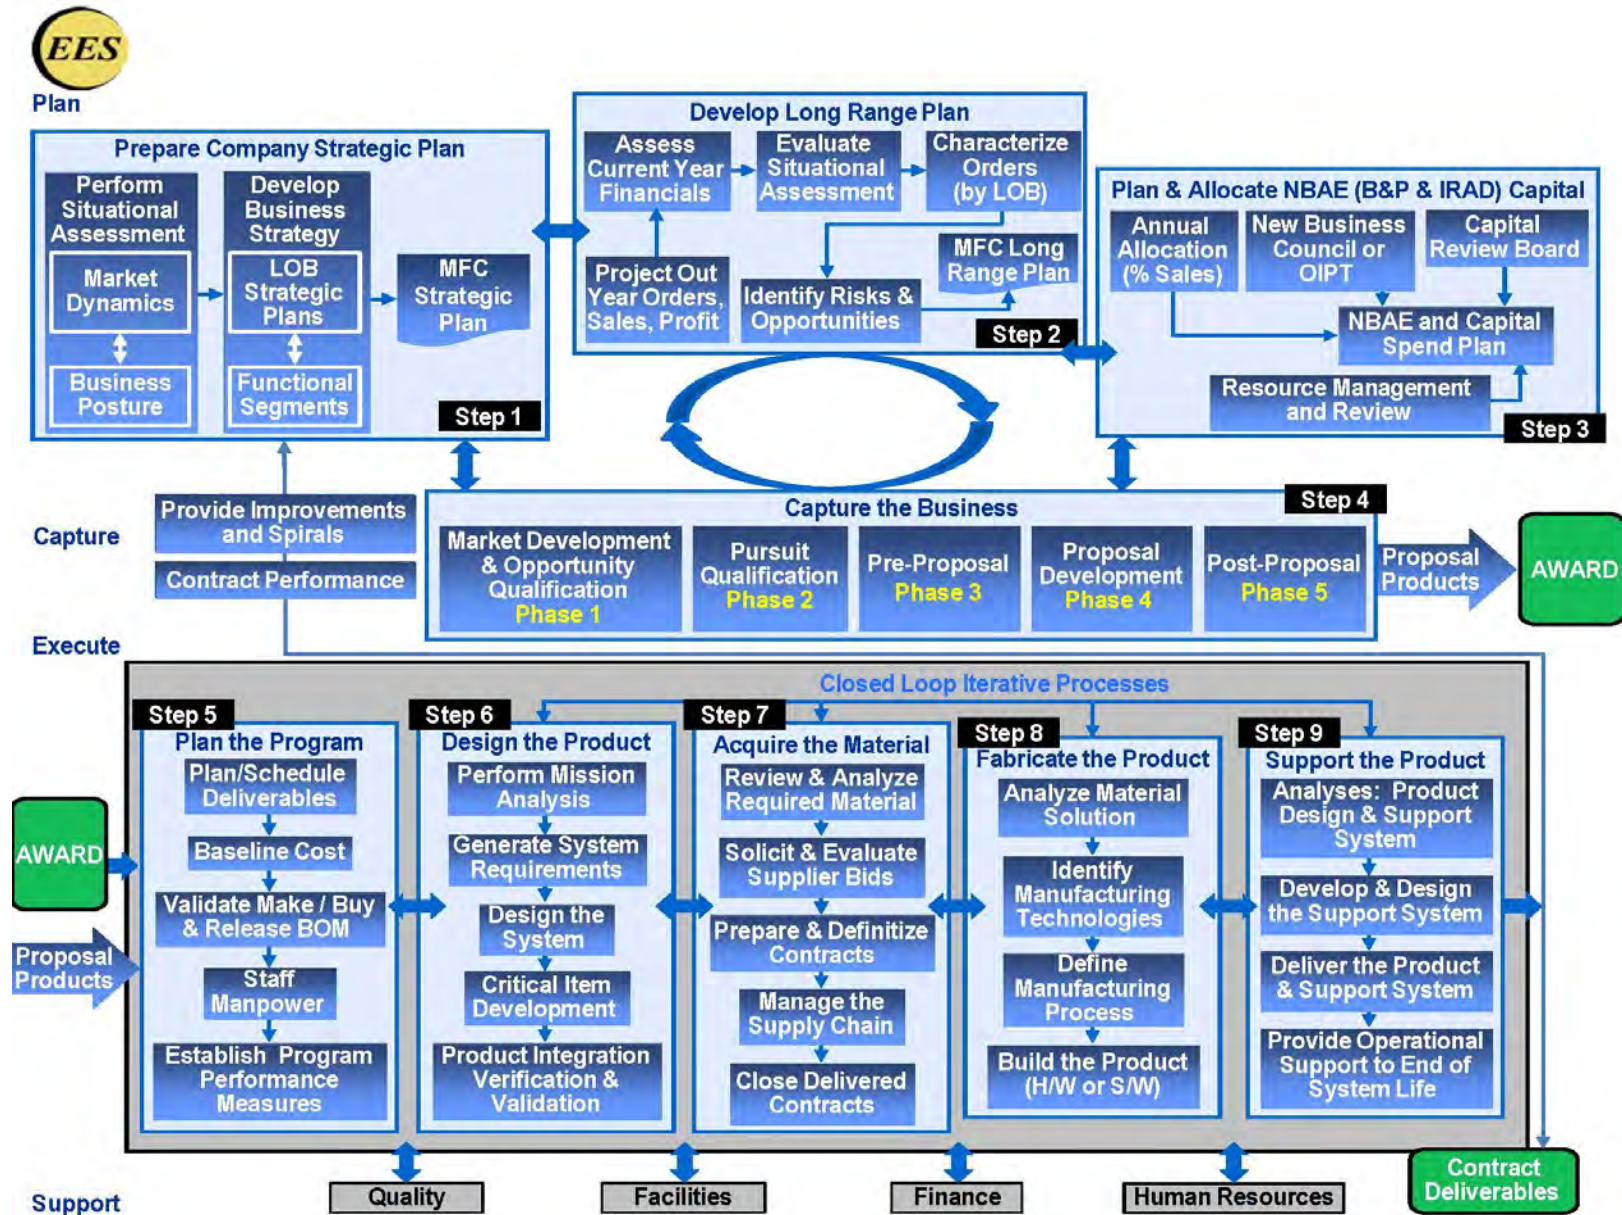 EES
Plan
Prepare Company Strategic Plan
Perform
Situational
Assessment
Market
Dynamics
Business
Posture
Develop
Business
Strategy
LOB
Strategic
Plans
Functional
Segments
MFC
Strategic
Plan
Step 1
Develop Long Range Plan
Assess
Current Year
Financials
Evaluate
Situational
Assessment
Characterize
Orders
(by LOB)
Project Out
Year Orders,
Sales, Profit
Identify Risks &
Opportunities
MFC Long
Range Plan
Step 2
Plan & Allocate NBAE (B&P & IRAD) Capital
Annual
Allocation
(% Sales)
New Business
Council or
OIPT
Capital
Review Board
NBAE and Capital
Spend Plan
Resource Management
and Review
Step 3
Capture
Provide Improvements
and Spirals
Contract Performance
Capture the Business
Step 4
Market Development
& Opportunity
Qualification
Phase 1
Pursuit
Qualification
Phase 2
Pre-Proposal
Phase 3
Proposal
Development
Phase 4
Post-Proposal
Phase 5
Proposal
Products
AWARD
Execute
Closed Loop Iterative Processes
AWARD
Proposal
Products
Step 5
Plan the Program
Plan/Schedule
Deliverables
Baseline Cost
Validate Make / Buy
& Release BOM
Staff
Manpower
Establish Program
Performance
Measures
Step 6
Design the Product
Perform Mission
Analysis
Generate System
Requirements
Design the
System
Critical Item
Development
Product Integration
Verification &
Validation
Step 7
Acquire the Material
Review & Analyze
Required Material
Solicit & Evaluate
Supplier Bids
Prepare & Definitize
Contracts
Manage the
Supply Chain
Close Delivered
Contracts
Step 8
Fabricate the Product
Analyze Material
Solution
Identify
Manufacturing
Technologies
Define
Manufacturing
Process
Build the Product
(H/W or S/W)
Step 9
Support the Product
Analyses: Product
Design & Support
System
Develop & Design
the Support System
Deliver the Product
& Support System
Provide Operational
Support to End of
System Life
Support
Quality
Facilities
Finance
Human Resources
Contract
Deliverables